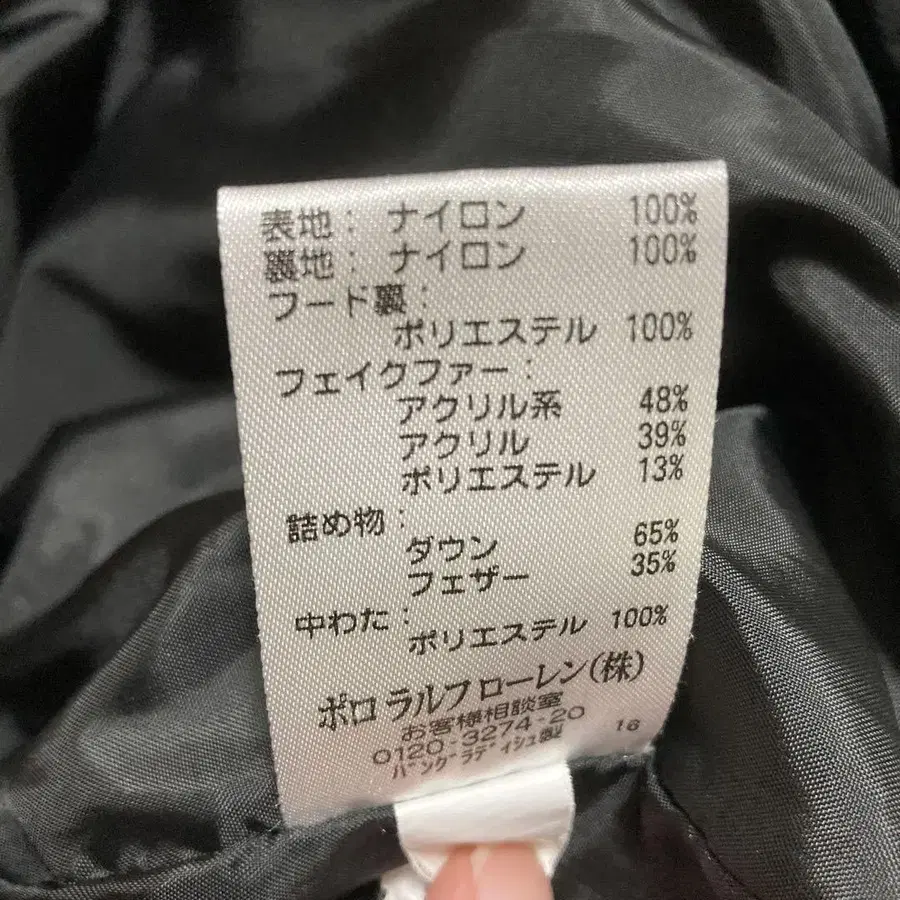 表地： ナイロン 100%
裏地： ナイロン 100%
フード裏：
ポリエステル 100%
フェイクファー：
アクリル系 48%
アクリル 39%
ポリエステル 13%
詰め物：
ダウン 65%
フェザー 35%
中わた：
ポリエステル 100%
ポロ ラルフ ローレン(株)
お客様相談室
0120-3274-20 16
バングラディシュ製